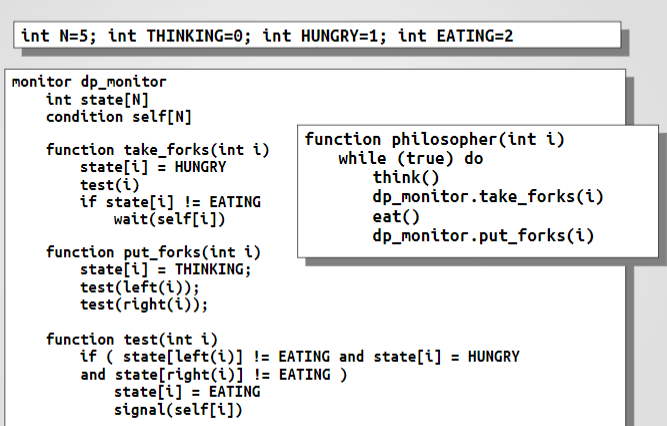 int N=5; int THINKING=0; int HUNGRY=1; int EATING=2
monitor dp_monitor
int state[N]
condition self[N]
function take_forks(int i)
state[i] = HUNGRY
test(i)
if state[i] != EATING
wait(self[i])
function put_forks(int i)
state[i] = THINKING;
test(left(i));
test(right(i));
function test(int i)
if ( state[left(i)] != EATING and state[i] = HUNGRY
and state[right(i)] != EATING )
state[i] = EATING
signal(self[i])
function philosopher(int i)
while (true) do
think()
dp_monitor.take_forks(i)
eat()
dp_monitor.put_forks(i)